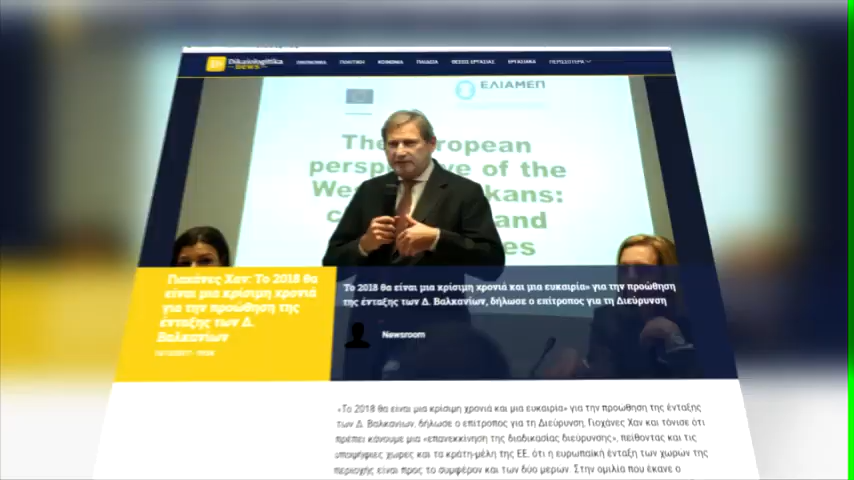 Dikaiologitika
NEWS
ΟΙΚΟΝΟΜΙΑ ΠΟΛΙΤΙΚΗ ΚΟΙΝΩΝΙΑ ΠΑΙΔΕΙΑ ΘΕΣΕΙΣ ΕΡΓΑΣΙΑΣ ΕΡΓΑΣΙΑΚΑ ΠΕΡΙΣΣΟΤΕΡΑ
ΕΛΙΑΜΕΠ
The European
perspective of the
We kans:
c and
es
Γιοχάνες Χαν: Το 2018 θα
είναι μια κρίσιμη χρονιά
για την προώθηση της
ένταξης των Δ.
Βαλκανίων
Το 2018 θα είναι μια κρίσιμη χρονιά και μια ευκαιρία» για την προώθηση
της ένταξης των Δ. Βαλκανίων, δήλωσε ο επίτροπος για τη Διεύρυνση
Newsroom
«Το 2018 θα είναι μια κρίσιμη χρονιά και μια ευκαιρία» για την προώθηση της ένταξης
των Δ. Βαλκανίων, δήλωσε ο επίτροπος για τη Διεύρυνση, Γιοχάνες Χαν και τόνισε ότι
πρέπει κάνουμε μια «επανεκκίνηση της διαδικασίας διεύρυνσης», πείθοντας και τις
υποψήφιες χώρες και τα κράτη-μέλη της ΕΕ, ότι η ευρωπαϊκή ένταξη των χωρών της
περιοχής είναι προς το συμφέρον και των δύο μερών. Στην ομιλία που έκανε ο